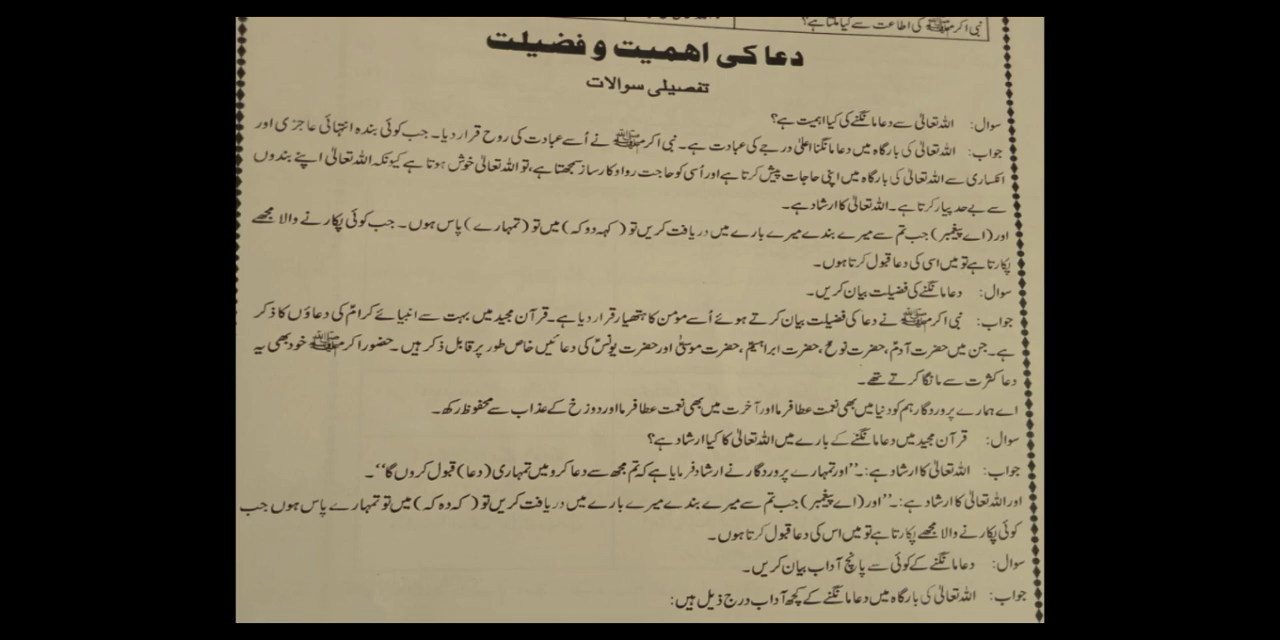 نبی اکرم ﷺ کی اطاعت سے کیا ملتا ہے؟
دعا کی اہمیت و فضیلت
تفصیلی سوالات
سوال: اللہ تعالیٰ سے دعا مانگنے کی کیا اہمیت ہے؟
جواب: اللہ تعالیٰ کی بارگاہ میں دعا مانگنا اعلیٰ درجے کی عبادت ہے۔ نبی اکرم ﷺ نے اُسے عبادت کی روح قرار دیا۔ جب کوئی بندہ انتہائی عاجزی اور
انکساری سے اللہ تعالیٰ کی بارگاہ میں اپنی حاجات پیش کرتا ہے اور اُسی کو حاجت روا و کارساز سمجھتا ہے، تو اللہ تعالیٰ خوش ہوتا ہے کیونکہ اللہ تعالیٰ اپنے بندوں
سے بے حد پیار کرتا ہے۔ اللہ تعالیٰ کا ارشاد ہے۔
اور (اے پیغمبر) جب تم سے میرے بندے میرے بارے میں دریافت کریں تو (کہہ دو کہ) میں تو (تمہارے) پاس ہوں۔ جب کوئی پکارنے والا مجھے
پکارتا ہے تو میں اسی کی دعا قبول کرتا ہوں۔
سوال: دعا مانگنے کی فضیلت بیان کریں۔
جواب: نبی اکرم ﷺ نے دعا کی فضیلت بیان کرتے ہوئے اُسے مومن کا ہتھیار قرار دیا ہے۔ قرآن مجید میں بہت سے انبیائے کرامؑ کی دعاؤں کا ذکر
ہے۔ جن میں حضرت آدمؑ، حضرت نوحؑ، حضرت ابراہیمؑ، حضرت موسیٰؑ اور حضرت یونسؑ کی دعائیں خاص طور پر قابل ذکر ہیں۔ حضور اکرم ﷺ خود بھی یہ
دعا کثرت سے مانگا کرتے تھے۔
اے ہمارے پروردگار ہم کو دنیا میں بھی نعمت عطا فرما اور آخرت میں بھی نعمت عطا فرما اور دوزخ کے عذاب سے محفوظ رکھ۔
سوال: قرآن مجید میں دعا مانگنے کے بارے میں اللہ تعالیٰ کا کیا ارشاد ہے؟
جواب: اللہ تعالیٰ کا ارشاد ہے:۔ "اور تمہارے پروردگار نے ارشاد فرمایا ہے کہ تم مجھ سے دعا کرو میں تمہاری (دعا) قبول کروں گا"۔
اور اللہ تعالیٰ کا ارشاد ہے:۔ "اور (اے پیغمبر) جب تم سے میرے بندے میرے بارے میں دریافت کریں تو (کہ دہ کہ) میں تو تمہارے پاس ہوں جب
کوئی پکارنے والا مجھے پکارتا ہے تو میں اس کی دعا قبول کرتا ہوں۔
سوال: دعا مانگنے کے کوئی سے پانچ آداب بیان کریں۔
جواب: اللہ تعالیٰ کی بارگاہ میں دعا مانگنے کے کچھ آداب درج ذیل ہیں: